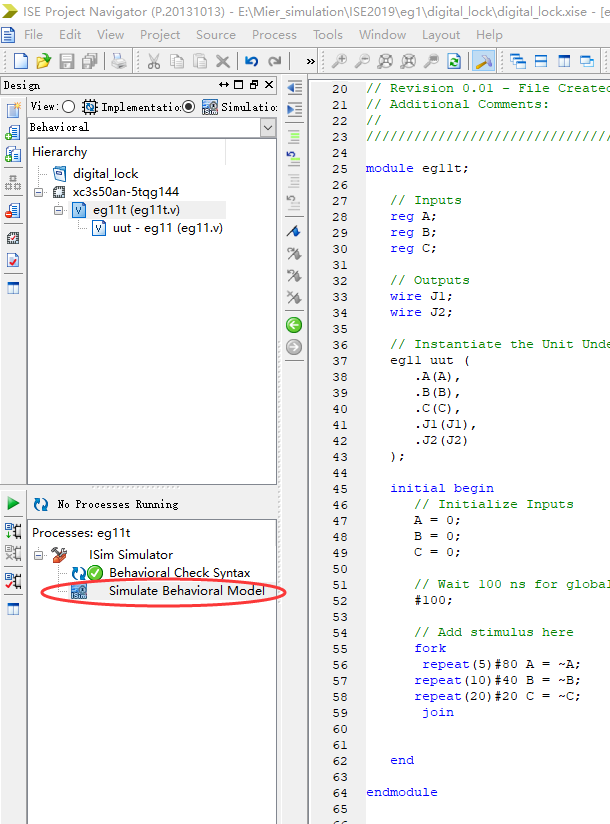 ISE Project Navigator (P.20131013) - E:\Mier_simulation\ISE2019\eg1\digital_lock\digital_lock.xise - [e
File Edit View Project Source Process Tools Window Layout Help
Design
View: Implementatio: Simulatio:
Behavioral
Hierarchy
digital_lock
xc3s50an-5tqg144
eg11t (eg11t.v)
uut - eg11 (eg11.v)
No Processes Running
Processes: eg11t
ISim Simulator
Behavioral Check Syntax
Simulate Behavioral Model
20 // Revision 0.01 - File Created
21 // Additional Comments:
22 //
23 ///////////////////////////////
24
25 module eg11t;
26
27 // Inputs
28 reg A;
29 reg B;
30 reg C;
31
32 // Outputs
33 wire J1;
34 wire J2;
35
36 // Instantiate the Unit Unde
37 eg11 uut (
38 .A(A),
39 .B(B),
40 .C(C),
41 .J1(J1),
42 .J2(J2)
43 );
44
45 initial begin
46 // Initialize Inputs
47 A = 0;
48 B = 0;
49 C = 0;
50
51 // Wait 100 ns for global
52 #100;
53
54 // Add stimulus here
55 fork
56 repeat(5)#80 A = ~A;
57 repeat(10)#40 B = ~B;
58 repeat(20)#20 C = ~C;
59 join
60
61
62 end
63
64 endmodule
65